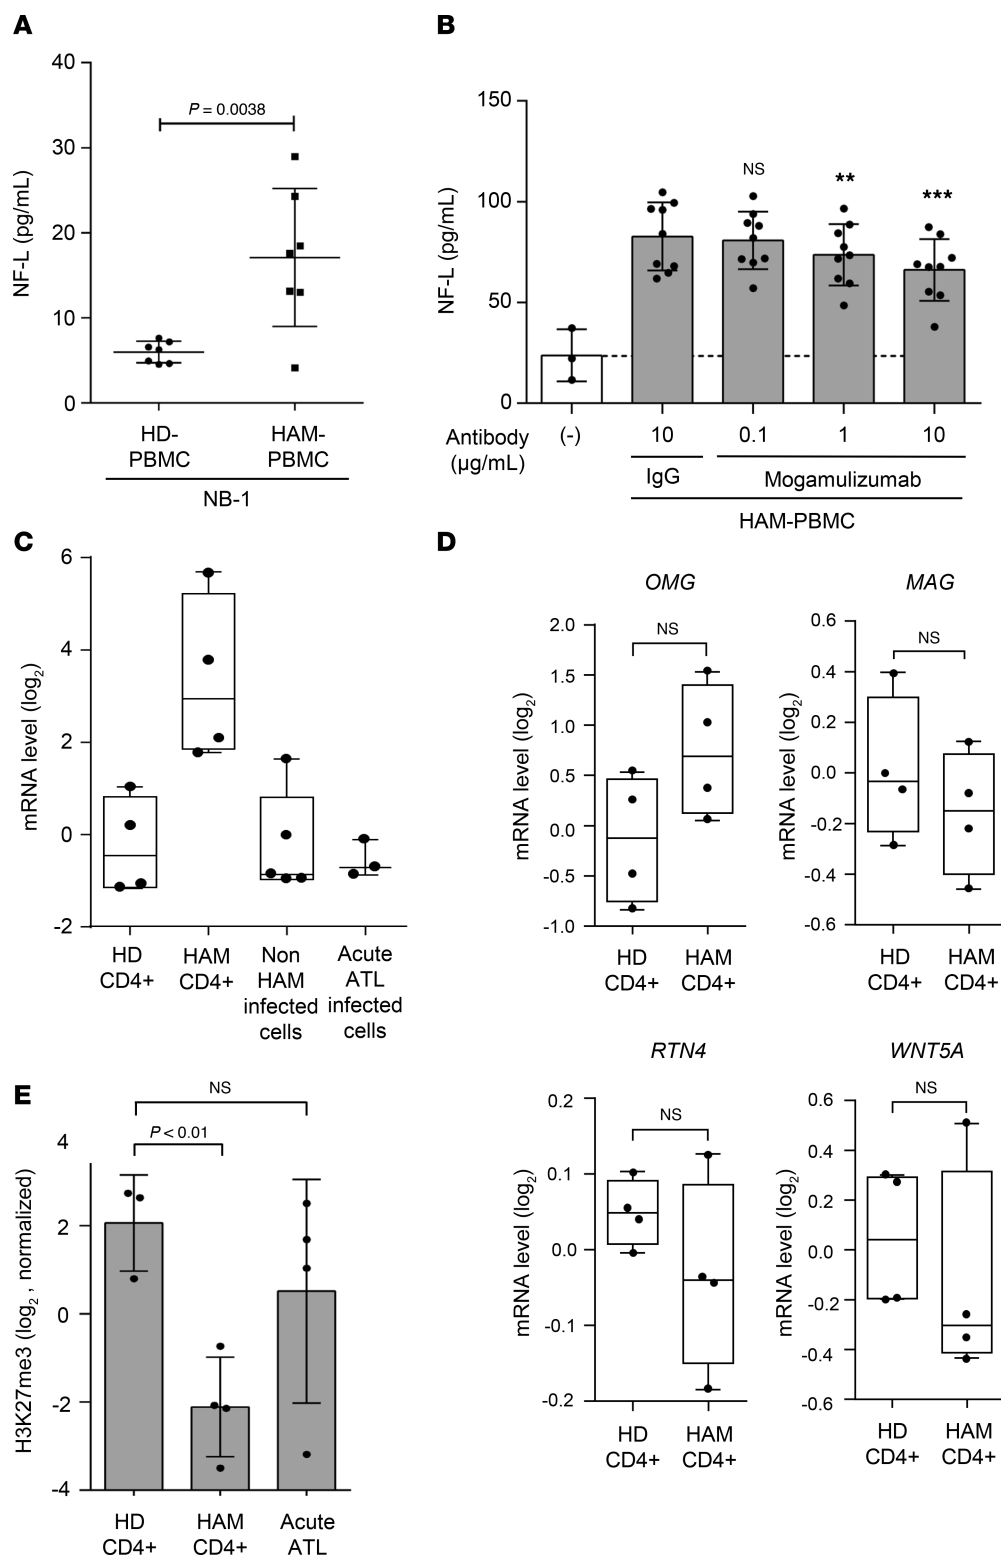 A
40
30
20
10
0
NF-L (pg/mL)
P = 0.0038
HD-
PBMC
HAM-
PBMC
NB-1
B
150
100
50
0
NF-L (pg/mL)
NS
**
***
Antibody
(µg/mL)
(-)
10
0.1
1
10
IgG
Mogamulizumab
HAM-PBMC
C
6
4
2
0
-2
mRNA level (log2)
HD
CD4+
HAM
CD4+
Non
HAM
infected
cells
Acute
ATL
infected
cells
D
OMG
2.0
1.5
1.0
0.5
0.0
-0.5
-1.0
mRNA level (log2)
NS
HD
CD4+
HAM
CD4+
MAG
0.6
0.4
0.2
0.0
-0.2
-0.4
-0.6
mRNA level (log2)
NS
HD
CD4+
HAM
CD4+
RTN4
0.2
0.1
0.0
-0.1
-0.2
mRNA level (log2)
NS
HD
CD4+
HAM
CD4+
WNT5A
0.6
0.4
0.2
0.0
-0.2
-0.4
-0.6
mRNA level (log2)
NS
HD
CD4+
HAM
CD4+
E
NS
P < 0.01
4
2
0
-2
-4
H3K27me3 (log2, normalized)
HD
CD4+
HAM
CD4+
Acute
ATL